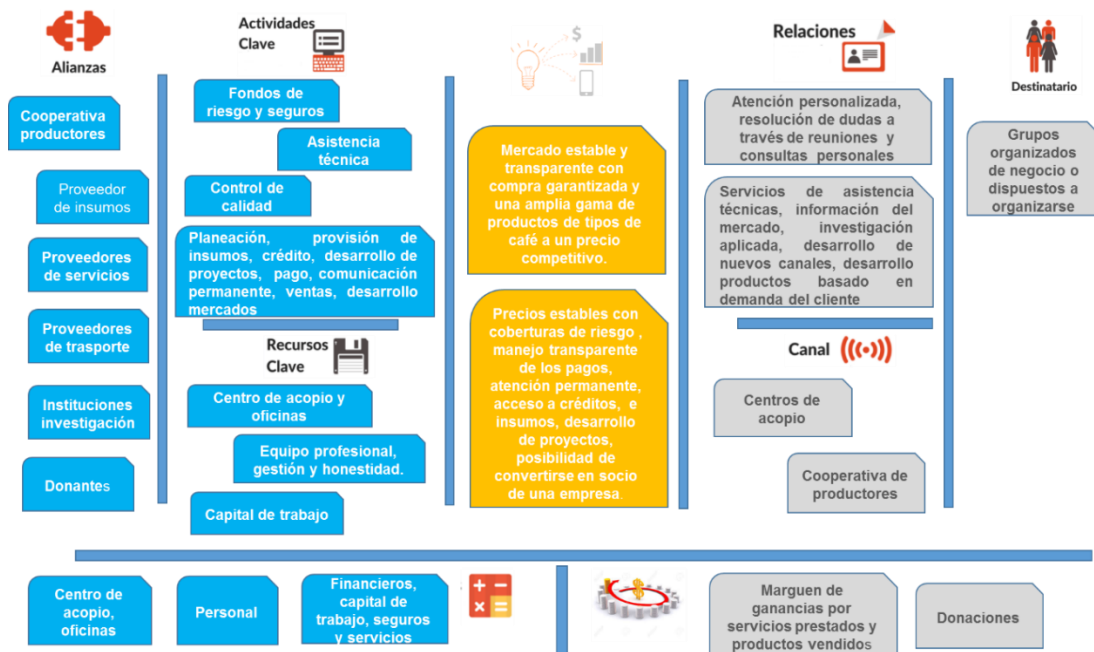 Alianzas
Cooperativa
productores
Proveedor
de insumos
Proveedores
de servicios
Proveedores
de trasporte
Instituciones
investigación
Donantes
Actividades
Clave
Fondos de
riesgo y seguros
Asistencia
técnica
Control de
calidad
Planeación, provisión de
insumos, crédito, desarrollo de
proyectos, pago, comunicación
permanente, ventas, desarrollo
mercados
Recursos
Clave
Centro de acopio y
oficinas
Equipo profesional,
gestión y honestidad.
Capital de trabajo
$
Mercado estable y
transparente con
compra garantizada y
una amplia gama de
productos de tipos de
café a un precio
competitivo.
Precios estables con
coberturas de riesgo ,
manejo transparente
de los pagos,
atención permanente,
acceso a créditos, e
insumos, desarrollo
de proyectos,
posibilidad de
convertirse en socio
de una empresa.
Relaciones
Atención personalizada,
resolución de dudas a
través de reuniones y
consultas personales
Servicios de asistencia
técnicas, información del
mercado, investigación
aplicada, desarrollo de
nuevos canales, desarrollo
productos basado en
demanda del cliente
Canal
Centros de
acopio
Cooperativa de
productores
Destinatario
Grupos
organizados
de negocio o
dispuestos a
organizarse
Centro de
acopio,
oficinas
Personal
Financieros,
capital de
trabajo, seguros
y servicios
Marguen de
ganancias por
servicios prestados y
productos vendidos
Donaciones